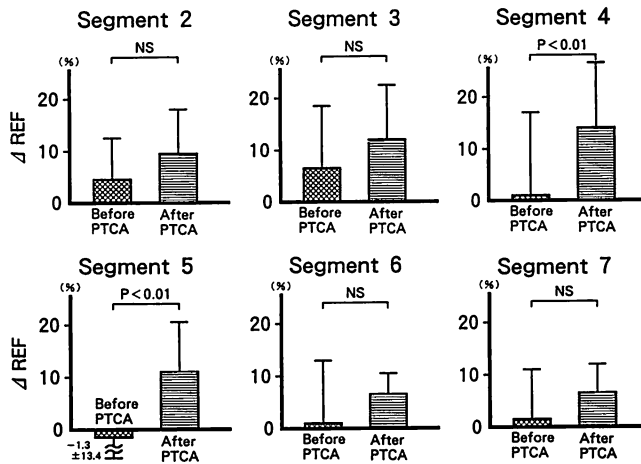 Segment 2
(%)
NS
20
10
0
Δ REF
Before
PTCA
After
PTCA
Segment 3
(%)
NS
20
10
0
Before
PTCA
After
PTCA
Segment 4
(%)
P<0.01
20
10
0
Before
PTCA
After
PTCA
Segment 5
(%)
P<0.01
20
10
0
Δ REF
Before
PTCA
−1.3
±13.4
After
PTCA
Segment 6
(%)
NS
20
10
0
Before
PTCA
After
PTCA
Segment 7
(%)
NS
20
10
0
Before
PTCA
After
PTCA